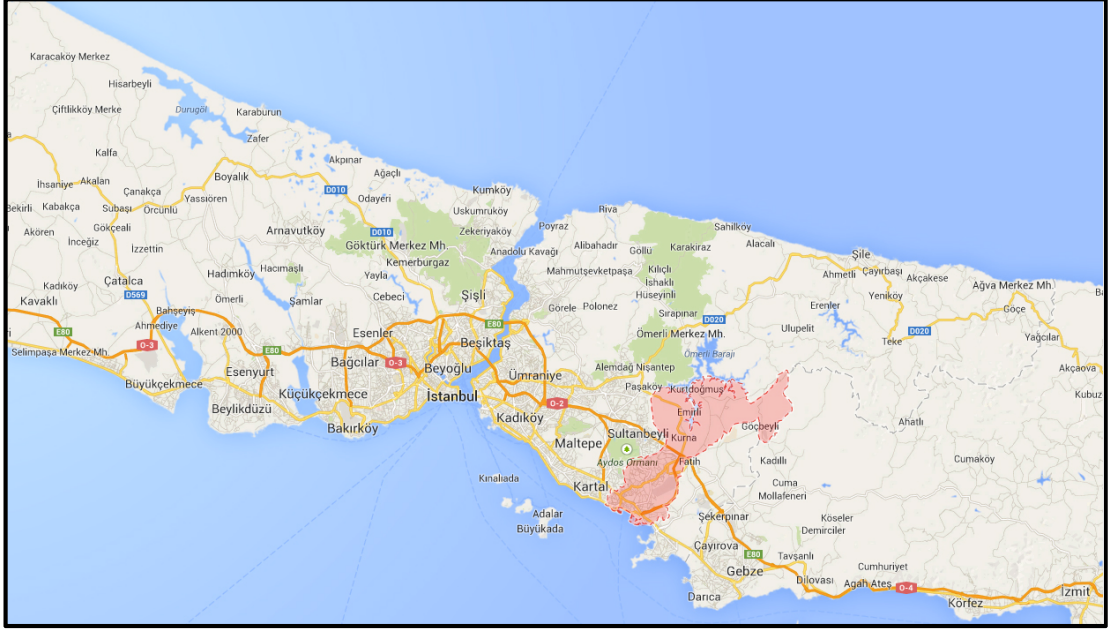 Karacaköy Merkez
Hisarbeyli
Çiftlikköy Merke
Durugöl
Karaburun
Zafer
Kalfa
Akpınar
Ağaçlı
Boyalık
İhsaniye
Akalan
Çanakça
Yassıören
D010
Odayeri
Kumköy
Bekirli
Kabakça
Subaşı
Örcünlü
Uskumruköy
Riva
Akören
Gökçeali
Arnavutköy
D010
Zekeriyaköy
Poyraz
Sahilköy
İnceğiz
İzzettin
Göktürk Merkez Mh.
Anadolu Kavağı
Alibahadır
Göllü
Karakiraz
Alacalı
Kemerburgaz
Şile
Hadımköy
Hacımaşlı
Yayla
Mahmutşevketpaşa
Kılıçlı
Ahmetli
Çayırbaşı
Akçakese
Kadıköy
Çatalca
İshaklı
Ağva Merkez Mh.
Kavaklı
D569
Ömerli
Şamlar
Cebeci
Şişli
Hüseyinli
Yeniköy
Bahşeyiş
Görele
Polonez
Sırapınar
Erenler
Göçe
Ahmediye
E80
Alkent 2000
Esenler
E80
D020
Ulupelit
D020
Yağcılar
Selimpaşa Merkez Mh.
O-3
E80
Beşiktaş
Ömerli Merkez Mh.
Teke
Bağcılar
O-3
Beyoğlu
Ömerli Barajı
Akçaova
Esenyurt
Ümraniye
Alemdağ
Nişantep
Büyükçekmece
Küçükçekmece
İstanbul
Paşaköy
Kurtdoğmuş
Kubuz
Beylikdüzü
O-2
Emirli
Bakırköy
Kadıköy
Göçbeyli
Ahatlı
Maltepe
Sultanbeyli
Kurna
Aydos Ormanı
Fatih
Kadıllı
Cumaköy
Kınalıada
Kartal
Cuma
Mollafeneri
Adalar
Büyükada
Şekerpınar
Köseler
Demirciler
Çayırova
E80
Tavşanlı
Gebze
Cumhuriyet
Dilovası
Agah Ateş
O-4
İzmit
Darıca
Körfez